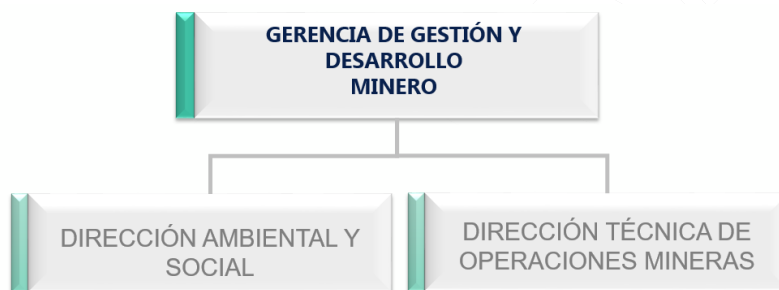 GERENCIA DE GESTIÓN Y
DESARROLLO
MINERO
DIRECCIÓN AMBIENTAL Y
SOCIAL
DIRECCIÓN TÉCNICA DE
OPERACIONES MINERAS